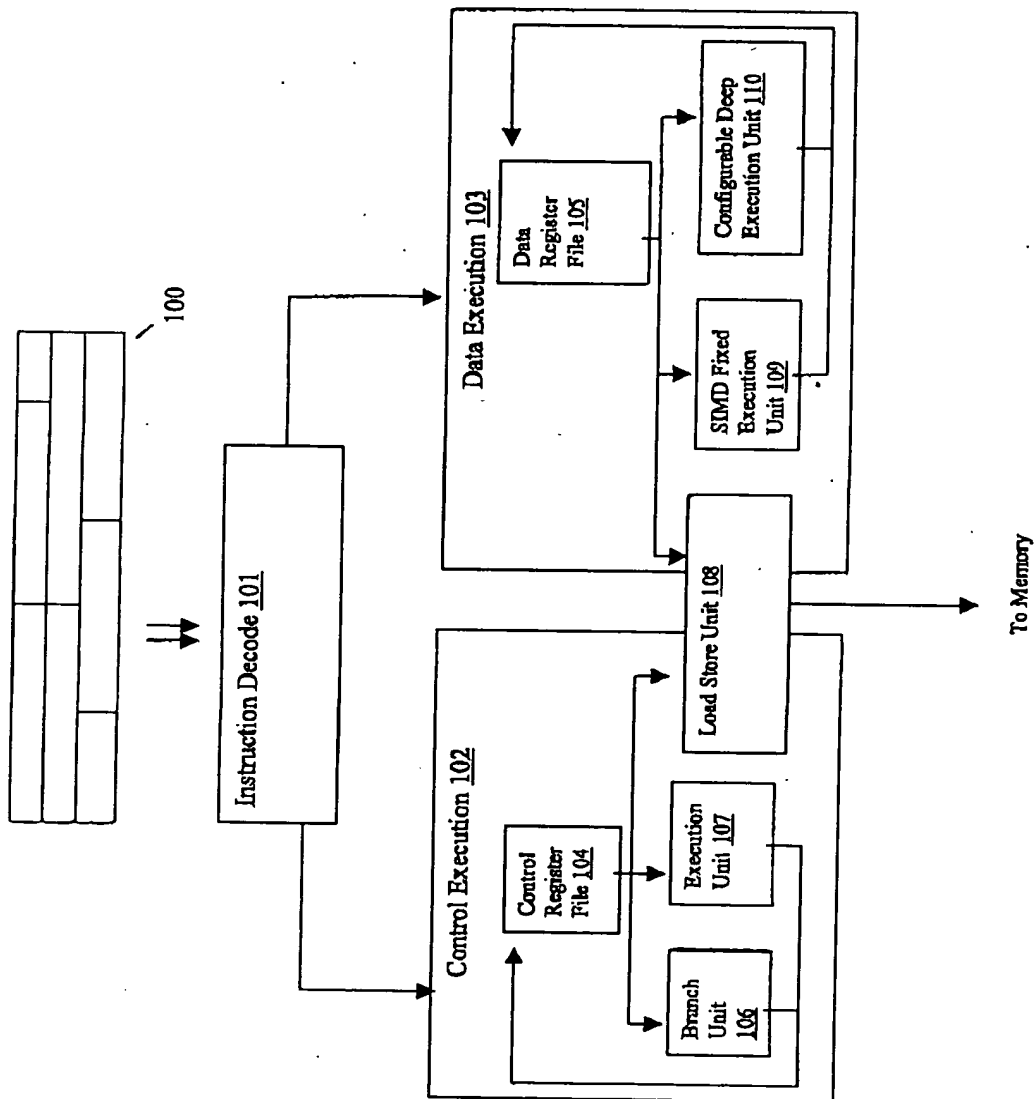 100
Instruction Decode 101
Control Execution 102
Data Execution 103
Control
Register
File 104
Data
Register
File 105
Branch
Unit
106
Execution
Unit 107
Load Store Unit 108
SIMD Fixed
Execution
Unit 109
Configurable Deep
Execution Unit 110
To Memory